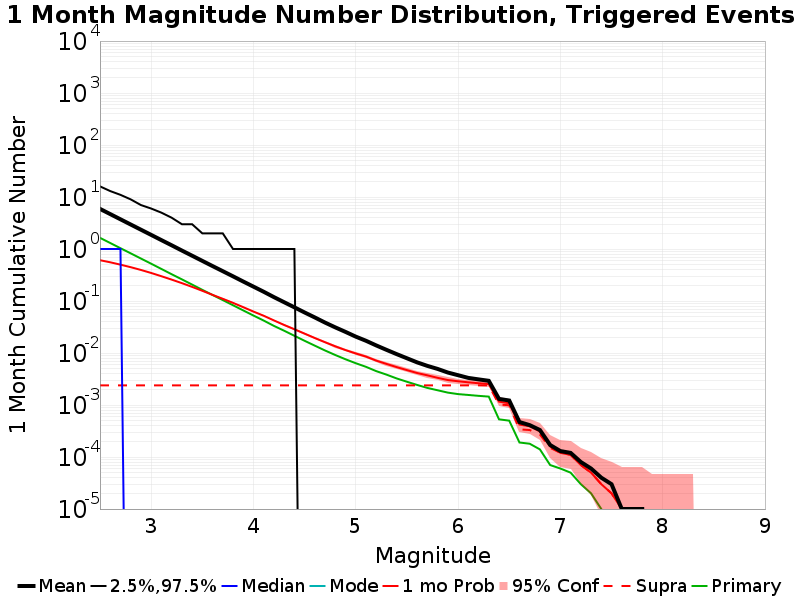 1 Month Magnitude Number Distribution, Triggered Events
1 Month Cumulative Number
10^4
10^3
10^2
10^1
10^0
10^-1
10^-2
10^-3
10^-4
10^-5
3 4 5 6 7 8 9
Magnitude
Mean 2.5%,97.5% Median Mode 1 mo Prob 95% Conf Supra Primary